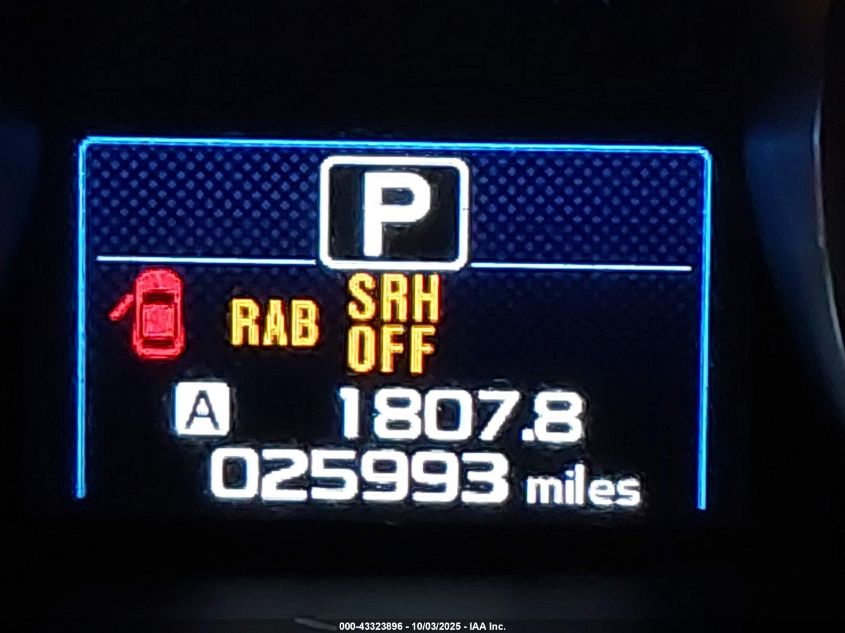 P
RAB SRH
OFF
A 1807.8
025993 miles
000-43323896 - 10/03/2025 - IAA Inc.